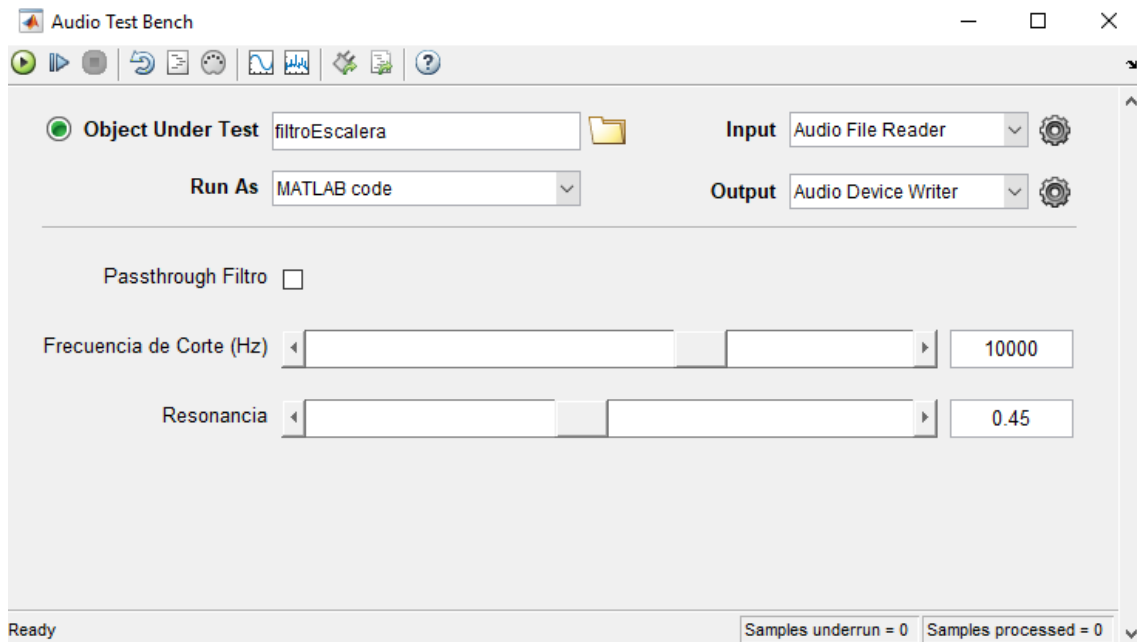 Audio Test Bench
Object Under Test filtroEscalera Input Audio File Reader
Run As MATLAB code Output Audio Device Writer
Passthrough Filtro
Frecuencia de Corte (Hz) 10000
Resonancia 0.45
Ready Samples underrun = 0 Samples processed = 0